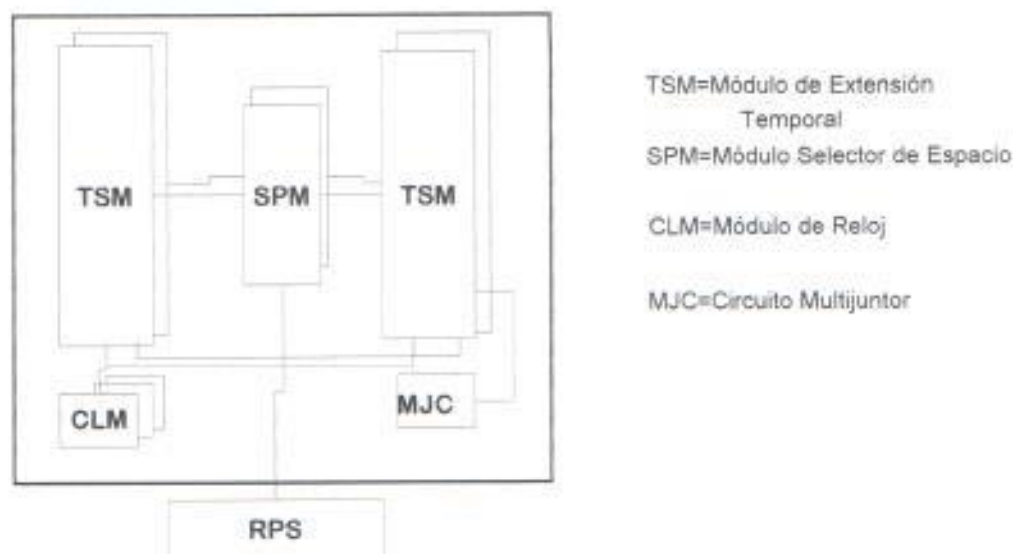 TSM
SPM
TSM
CLM
MJC
RPS
TSM=Módulo de Extensión
Temporal
SPM=Módulo Selector de Espacio
CLM=Módulo de Reloj
MJC=Circuito Multijuntor